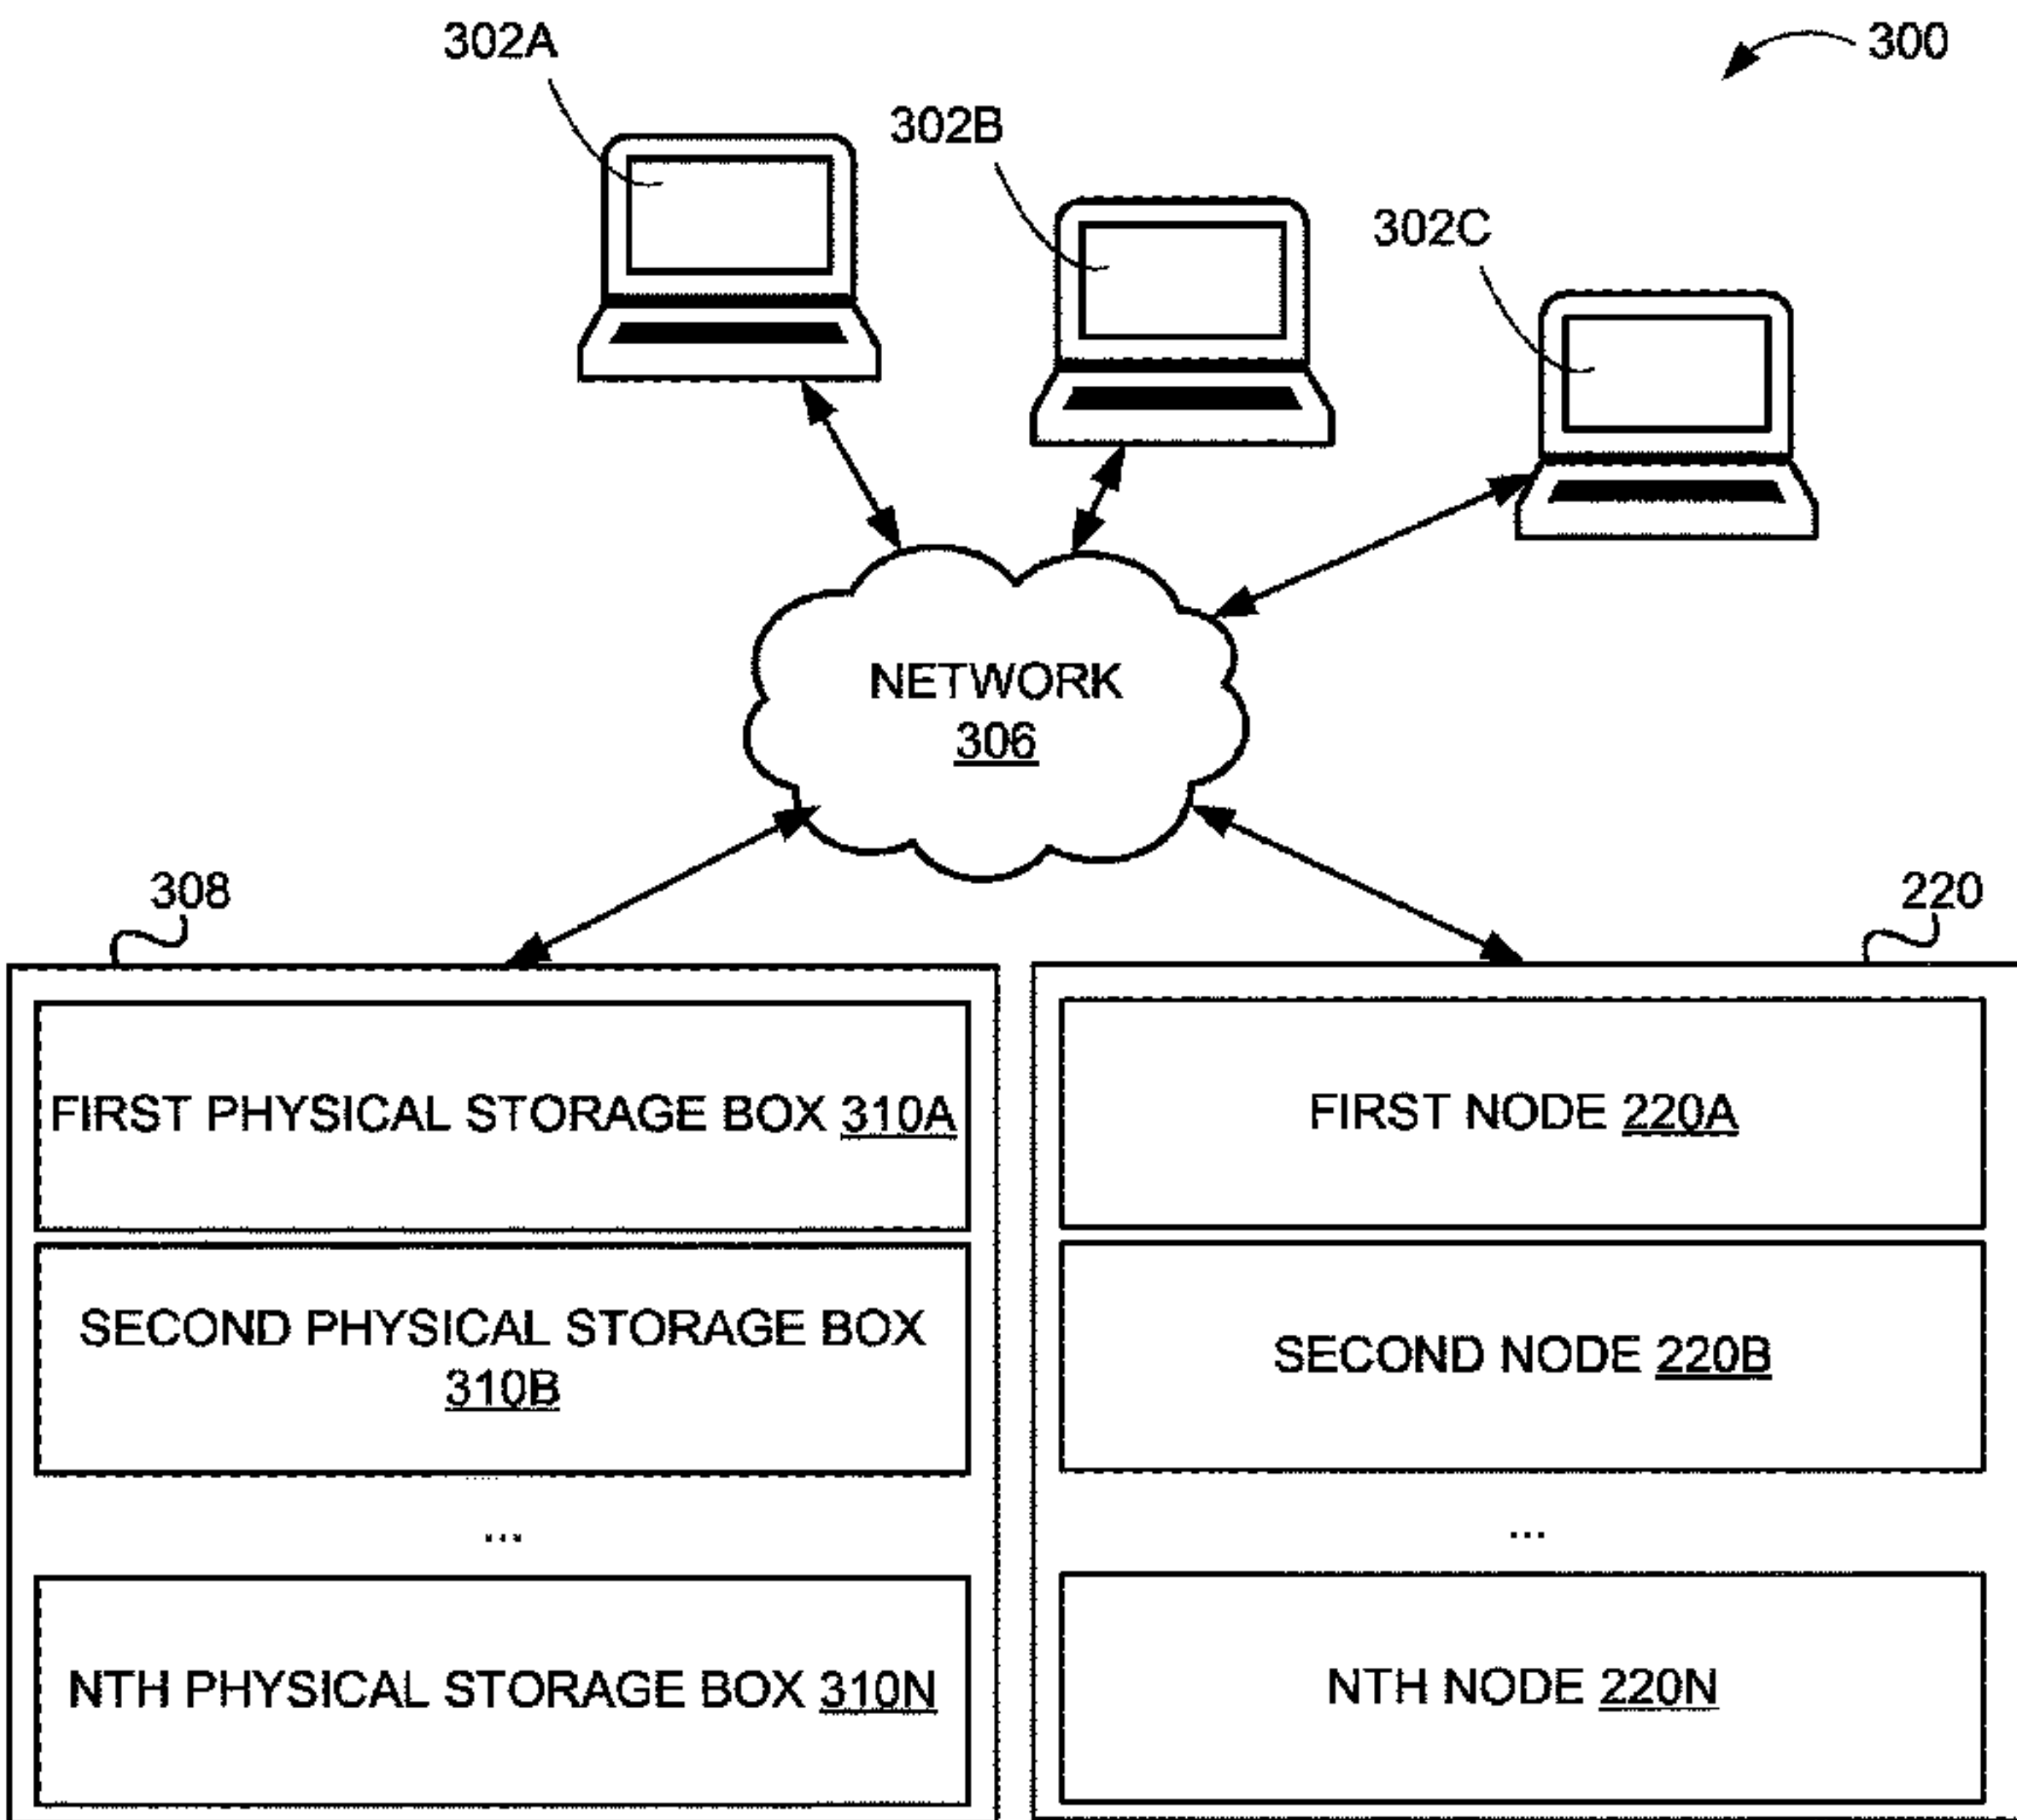 302A
300
302B
302C
NETWORK
306
308
220
FIRST PHYSICAL STORAGE BOX 310A
SECOND PHYSICAL STORAGE BOX
310B
...
NTH PHYSICAL STORAGE BOX 310N
FIRST NODE 220A
SECOND NODE 220B
...
NTH NODE 220N